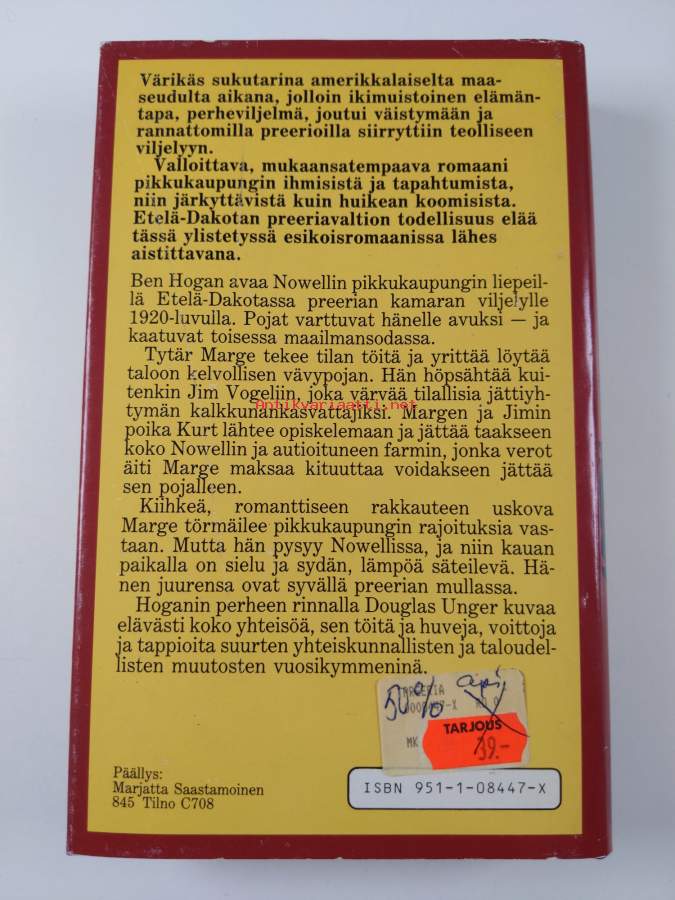 Värikäs sukutarina amerikkalaiselta maa-
seudulta aikana, jolloin ikimuistoinen elämän-
tapa, perheviljelmä, joutui väistymään ja
rannattomilla preerioilla siirryttiin teolliseen
viljelyyn.
Valloittava, mukaansatempaava romaani
pikkukaupungin ihmisistä ja tapahtumista,
niin järkyttävistä kuin huikean koomisista.
Etelä-Dakotan preeriavaltion todellisuus elää
tässä ylistetyssä esikoisromaanissa lähes
aistittavana.
Ben Hogan avaa Nowellin pikkukaupungin liepeil-
lä Etelä-Dakotassa preerian kamaran viljelylle
1920-luvulla. Pojat varttuvat hänelle avuksi — ja
kaatuvat toisessa maailmansodassa.
Tytär Marge tekee tilan töitä ja yrittää löytää
taloon kelvollisen vävypojan. Hän höpsähtää kui-
tenkin Jim Vogeliin, joka värvää tilallisia jättiyh-
tymän kalkkunankasvattajiksi. Margen ja Jimin
Antikvariaatti.net
poika Kurt lähtee opiskelemaan ja jättää taakseen
koko Nowellin ja autioituneen farmin, jonka verot
äiti Marge maksaa kituuttaa voidakseen jättää
sen pojalleen.
Kiihkeä, romanttiseen rakkauteen uskova
Marge törmäilee pikkukaupungin rajoituksia vas-
taan. Mutta hän pysyy Nowellissa, ja niin kauan
paikalla on sielu ja sydän, lämpöä säteilevä. Hä-
nen juurensa ovat syvällä preerian mullassa.
Hoganin perheen rinnalla Douglas Unger kuvaa
elävästi koko yhteisöä, sen töitä ja huveja, voittoja
ja tappioita suurten yhteiskunnallisten ja taloudel-
listen muutosten vuosikymmeninä.
50%
MK
TARJOUS
39.-
Päällys:
Marjatta Saastamoinen
845 Tilno C708
ISBN 951-1-08447-X